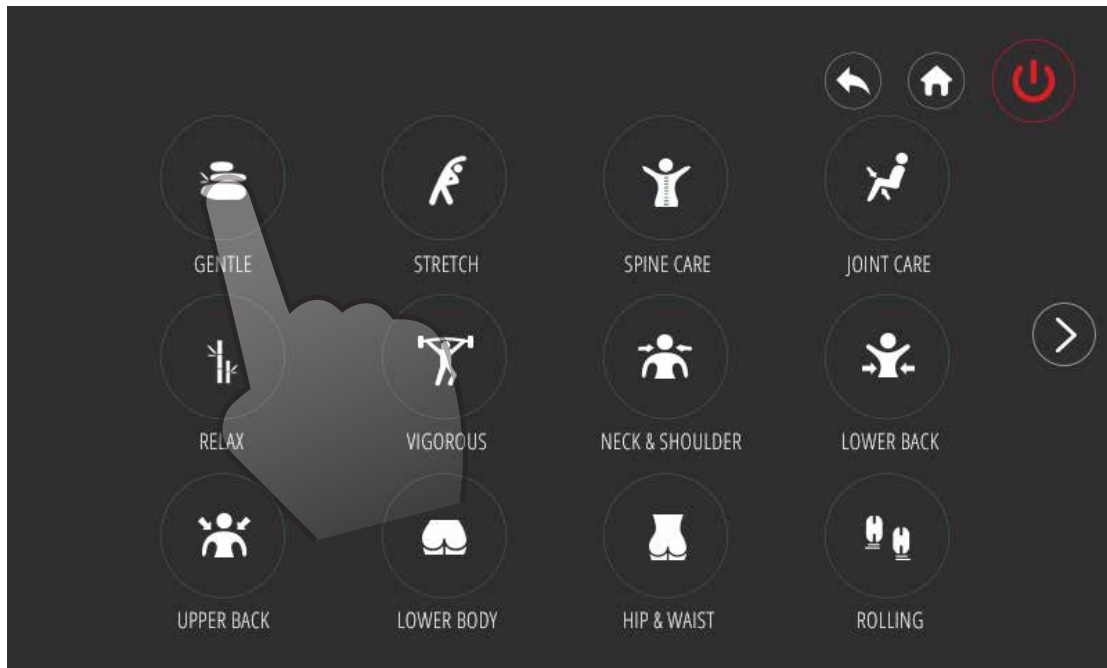 GENTLE
STRETCH
SPINE CARE
JOINT CARE
RELAX
VIGOROUS
NECK & SHOULDER
LOWER BACK
UPPER BACK
LOWER BODY
HIP & WAIST
ROLLING